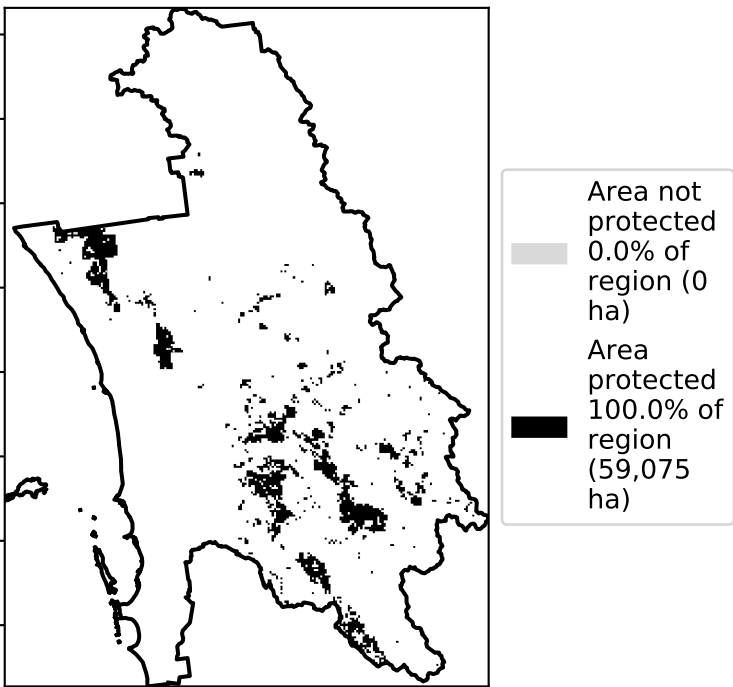 Area not
protected
0.0% of
region (0
ha)
Area
protected
100.0% of
region
(59,075
ha)